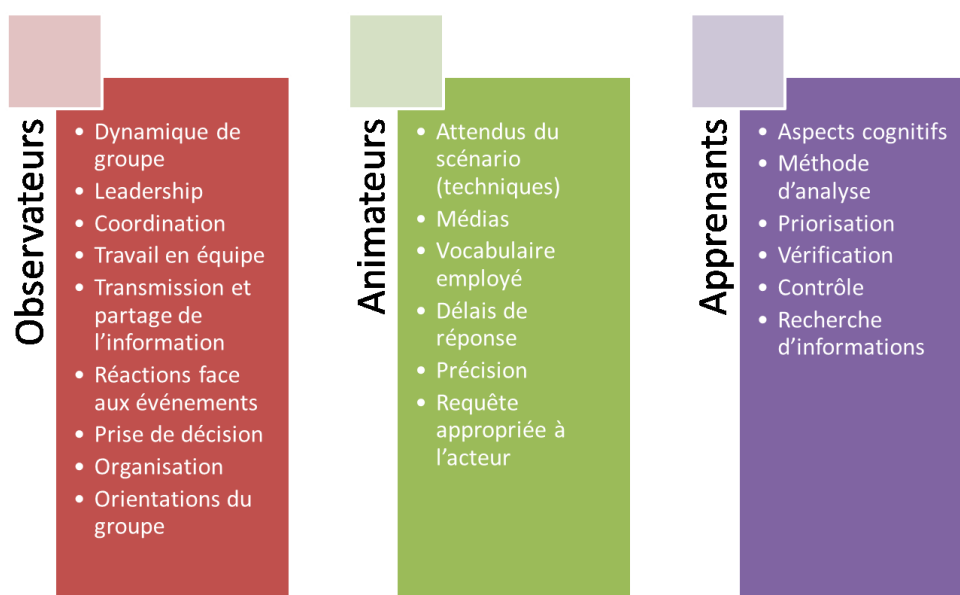 Observateurs
• Dynamique de
groupe
• Leadership
• Coordination
• Travail en équipe
• Transmission et
partage de
l’information
• Réactions face
aux événements
• Prise de décision
• Organisation
• Orientations du
groupe
Animateurs
• Attendus du
scénario
(techniques)
• Médias
• Vocabulaire
employé
• Délais de
réponse
• Précision
• Requête
appropriée à
l’acteur
Apprenants
• Aspects cognitifs
• Méthode
d’analyse
• Priorisation
• Vérification
• Contrôle
• Recherche
d’informations